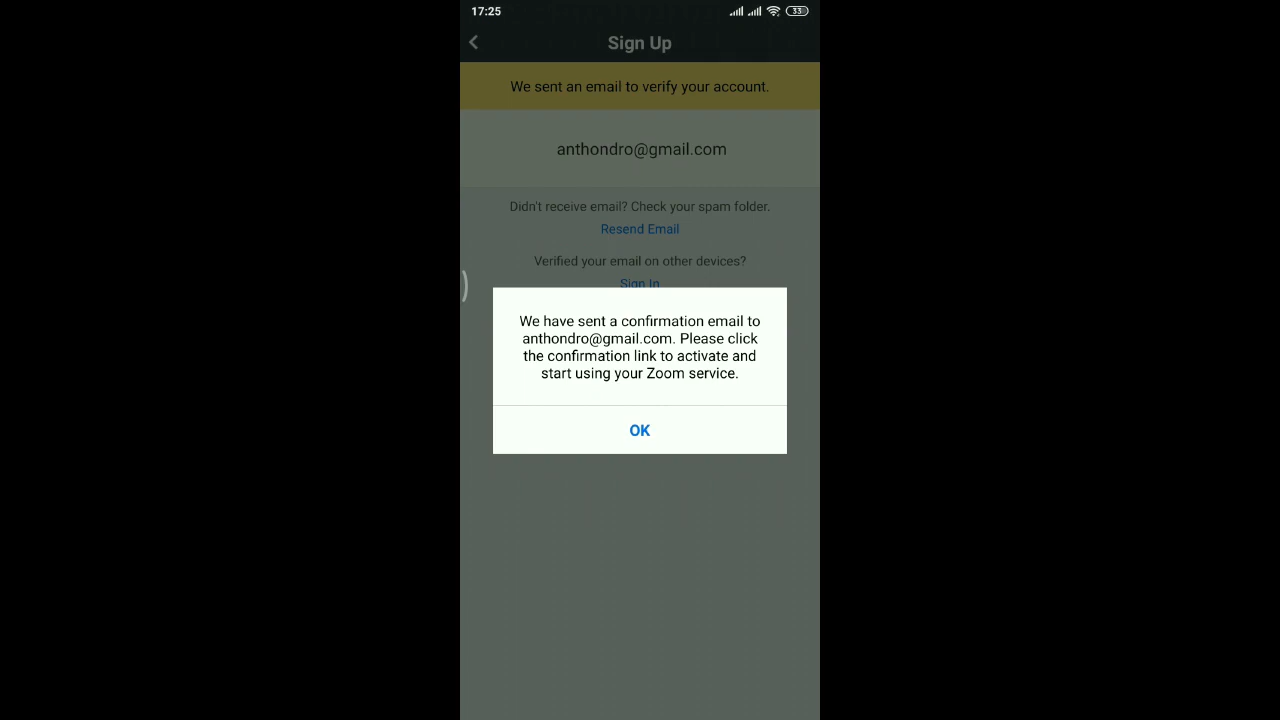 17:25
33
Sign Up
We sent an email to verify your account.
anthondro@gmail.com
Didn't receive email? Check your spam folder.
Resend Email
Verified your email on other devices?
Sign In
We have sent a confirmation email to
anthondro@gmail.com. Please click
the confirmation link to activate and
start using your Zoom service.
OK